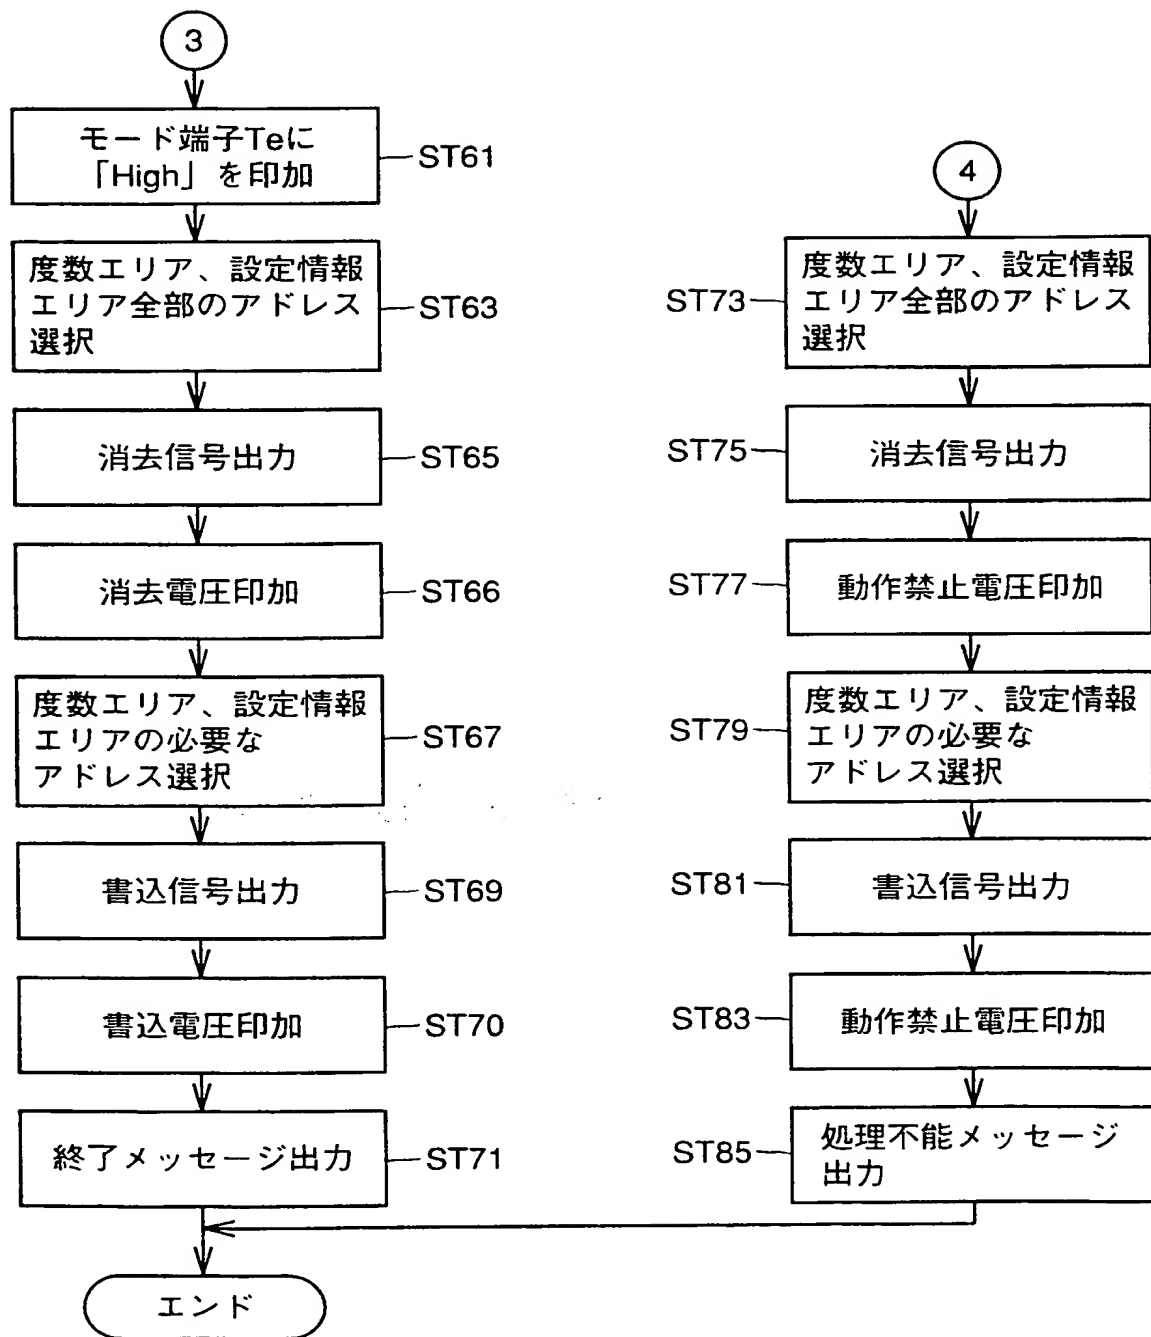 3
モード端子Teに
「High」を印加
ST61
度数エリア、設定情報
エリア全部のアドレス
選択
ST63
消去信号出力
ST65
消去電圧印加
ST66
度数エリア、設定情報
エリアの必要な
アドレス選択
ST67
書込信号出力
ST69
書込電圧印加
ST70
終了メッセージ出力
ST71
エンド
4
度数エリア、設定情報
エリア全部のアドレス
選択
ST73
消去信号出力
ST75
動作禁止電圧印加
ST77
度数エリア、設定情報
エリアの必要な
アドレス選択
ST79
書込信号出力
ST81
動作禁止電圧印加
ST83
処理不能メッセージ
出力
ST85